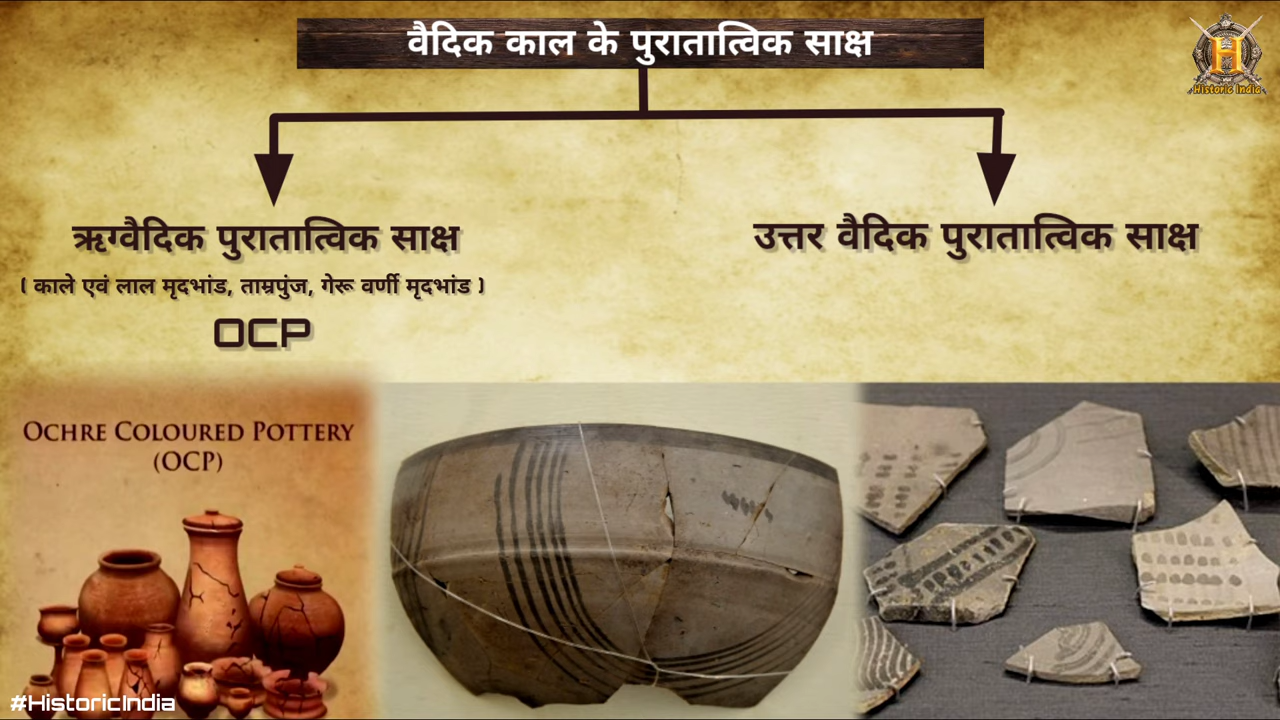 वैदिक काल के पुरातात्विक साक्ष
Historic India
ऋग्वैदिक पुरातात्विक साक्ष
( काले एवं लाल मृदभांड, ताम्रपुंज, गेरू वर्णी मृदभांड )
OCP
उत्तर वैदिक पुरातात्विक साक्ष
OCHRE COLOURED POTTERY
(OCP)
#HistoricIndia